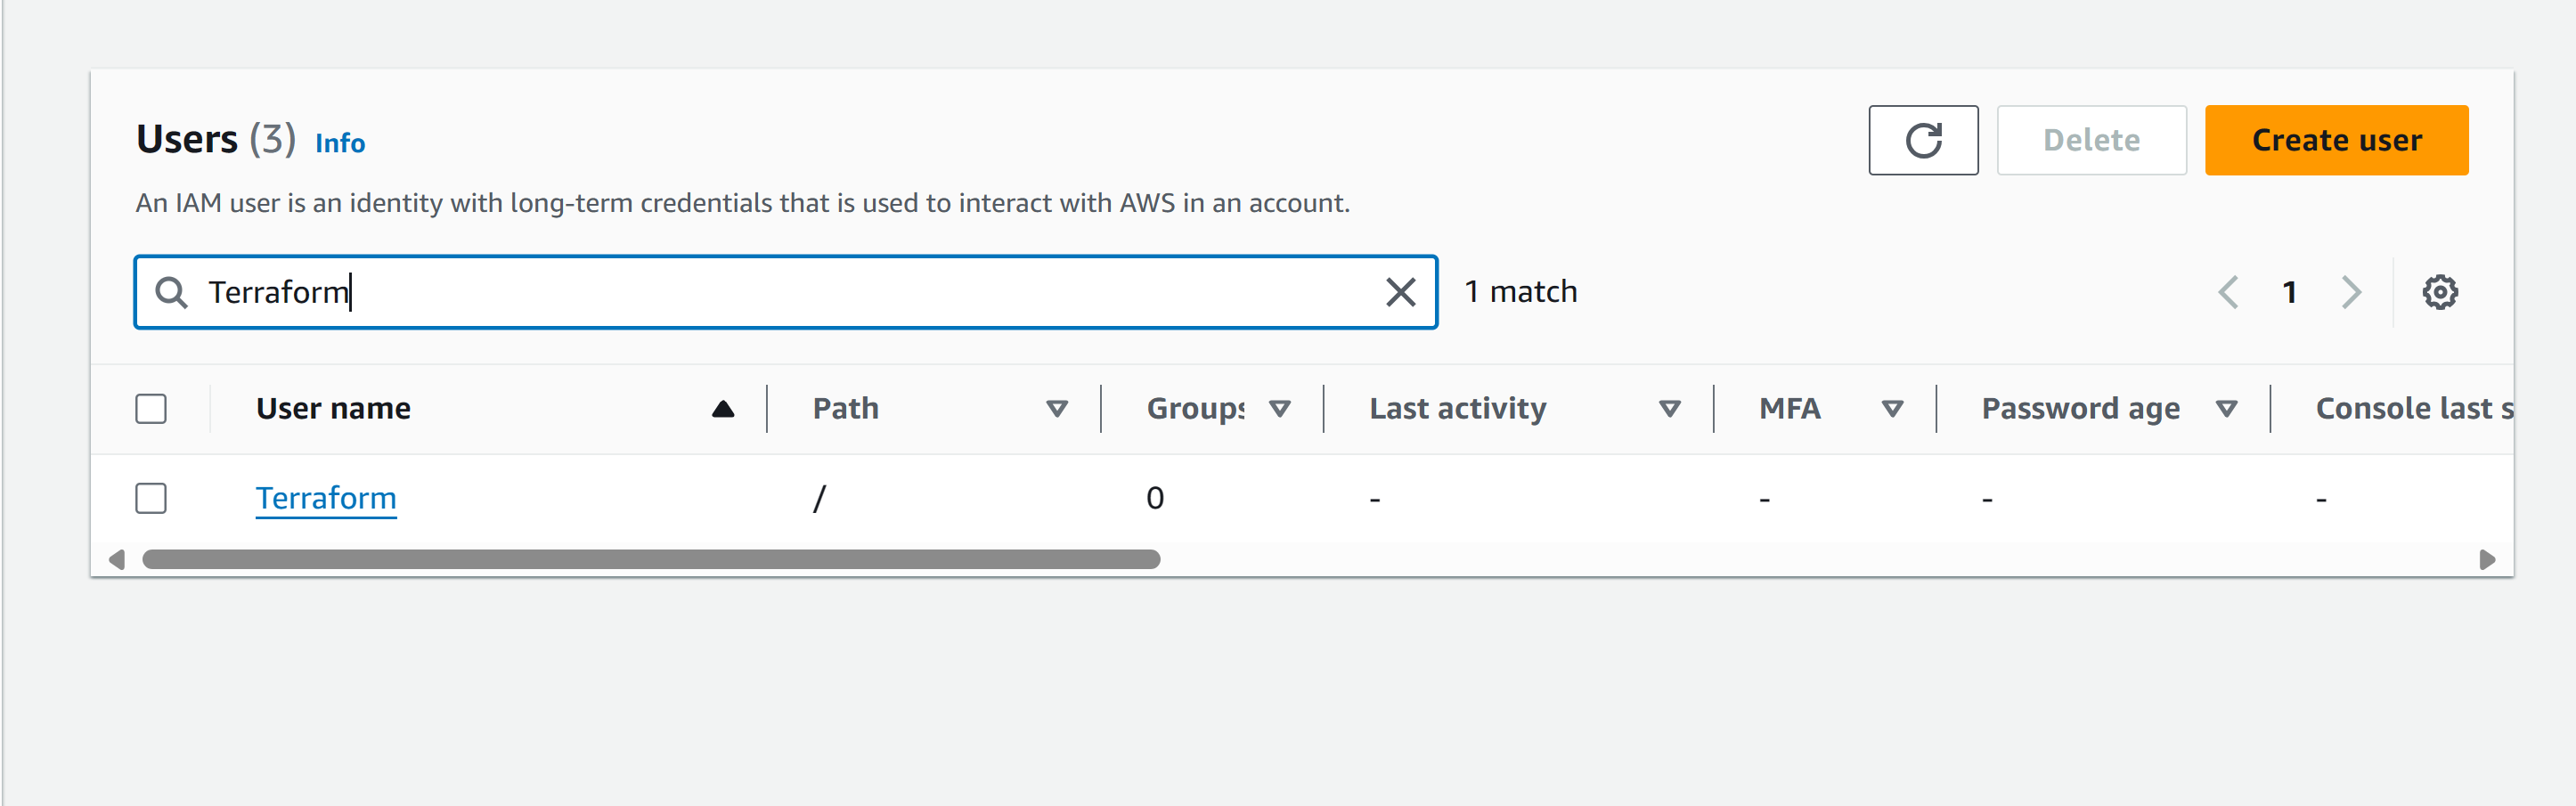 Users (3) Info
Delete
Create user
An IAM user is an identity with long-term credentials that is used to interact with AWS in an account.
Terraform
1 match
1
User name Path Groups Last activity MFA Password age Console last s
Terraform / 0 - - - -